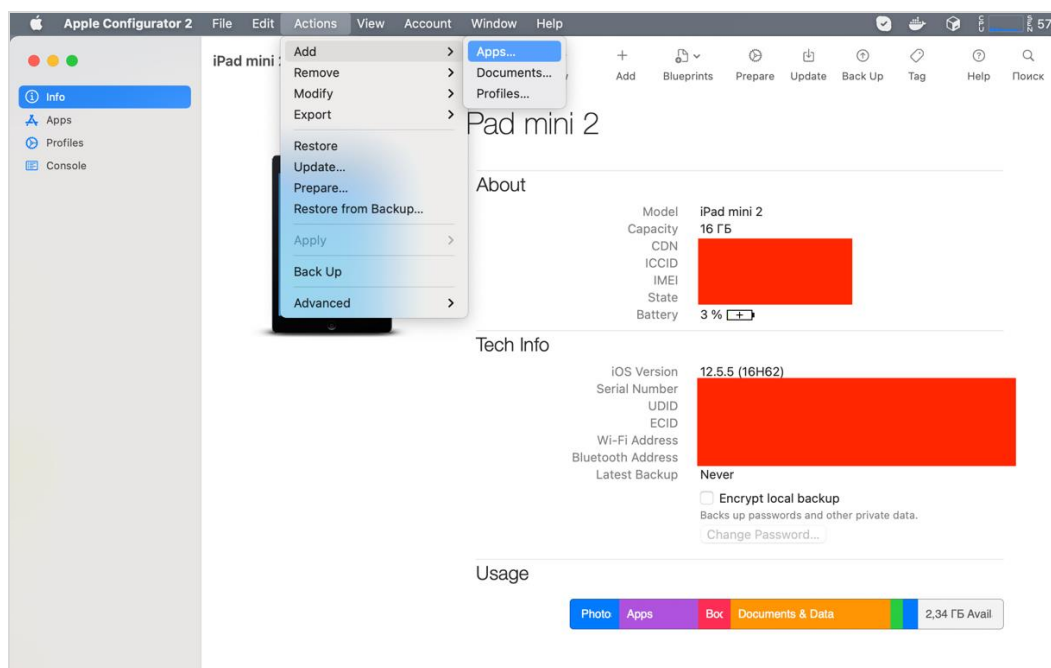 Apple Configurator 2 File Edit Actions View Account Window Help 57
iPad mini
Add
Remove
Modify
Export
Restore
Update...
Prepare...
Restore from Backup...
Apply
Back Up
Advanced
Apps...
Documents...
Profiles...
Add Blueprints Prepare Update Back Up Tag Help Поиск
Info
Apps
Profiles
Console
Pad mini 2
About
Model iPad mini 2
Capacity 16 ГБ
CDN
ICCID
IMEI
State
Battery 3 %
Tech Info
iOS Version 12.5.5 (16H62)
Serial Number
UDID
ECID
Wi-Fi Address
Bluetooth Address
Latest Backup Never
Encrypt local backup
Backs up passwords and other private data.
Change Password...
Usage
Photo Apps Boo Documents & Data 2,34 ГБ Avail